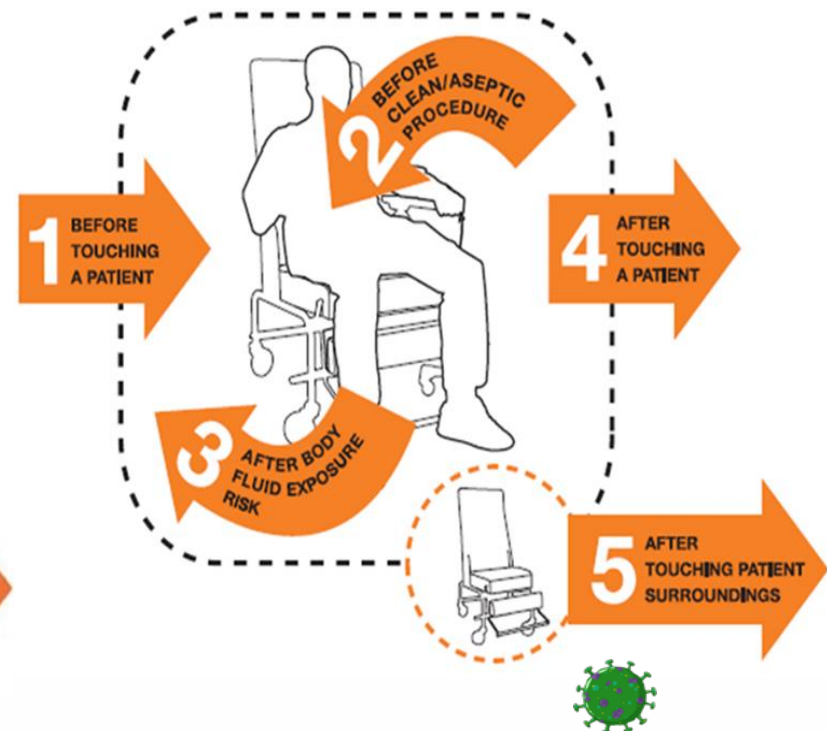 1 BEFORE
TOUCHING
A PATIENT
2 BEFORE
CLEAN/ASEPTIC
PROCEDURE
3 AFTER BODY
FLUID EXPOSURE
RISK
4 AFTER
TOUCHING
A PATIENT
5 AFTER
TOUCHING PATIENT
SURROUNDINGS